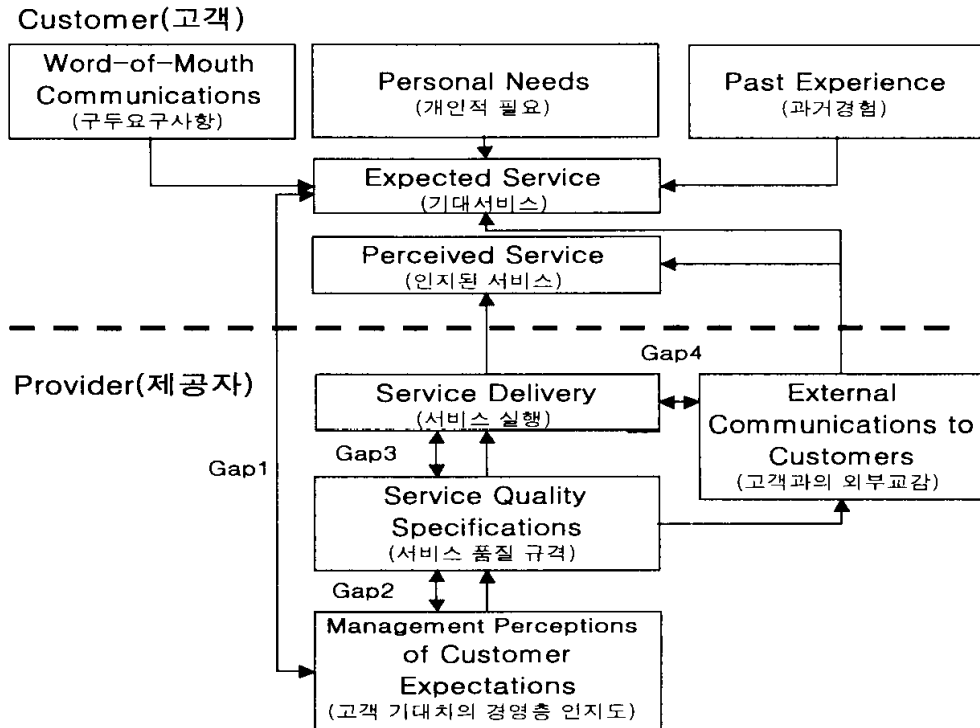 Customer(고객)
Word-of-Mouth
Communications
(구두요구사항)
Personal Needs
(개인적 필요)
Past Experience
(과거경험)
Expected Service
(기대서비스)
Perceived Service
(인지된 서비스)
Gap4
Provider(제공자)
Service Delivery
(서비스 실행)
External
Communications to
Customers
(고객과의 외부교감)
Gap1
Gap3
Service Quality
Specifications
(서비스 품질 규격)
Gap2
Management Perceptions
of Customer
Expectations
(고객 기대치의 경영층 인지도)